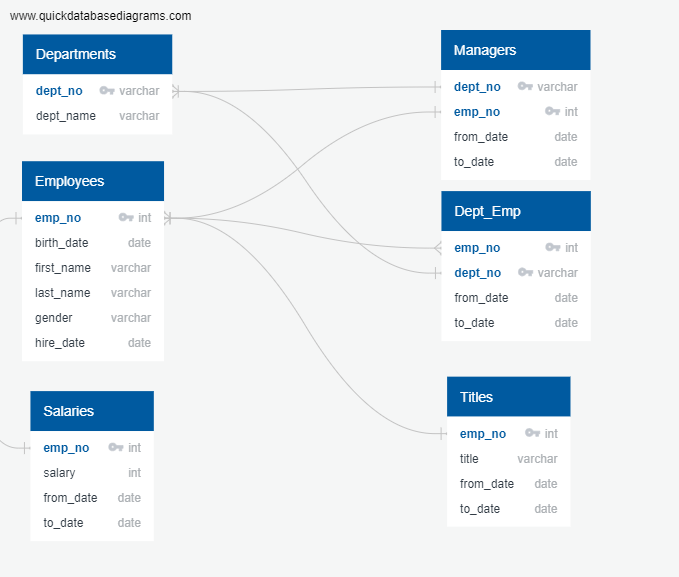 www.quickdatabasediagrams.com
Departments
dept_no varchar
dept_name varchar
Employees
emp_no int
birth_date date
first_name varchar
last_name varchar
gender varchar
hire_date date
Salaries
emp_no int
salary int
from_date date
to_date date
Managers
dept_no varchar
emp_no int
from_date date
to_date date
Dept_Emp
emp_no int
dept_no varchar
from_date date
to_date date
Titles
emp_no int
title varchar
from_date date
to_date date